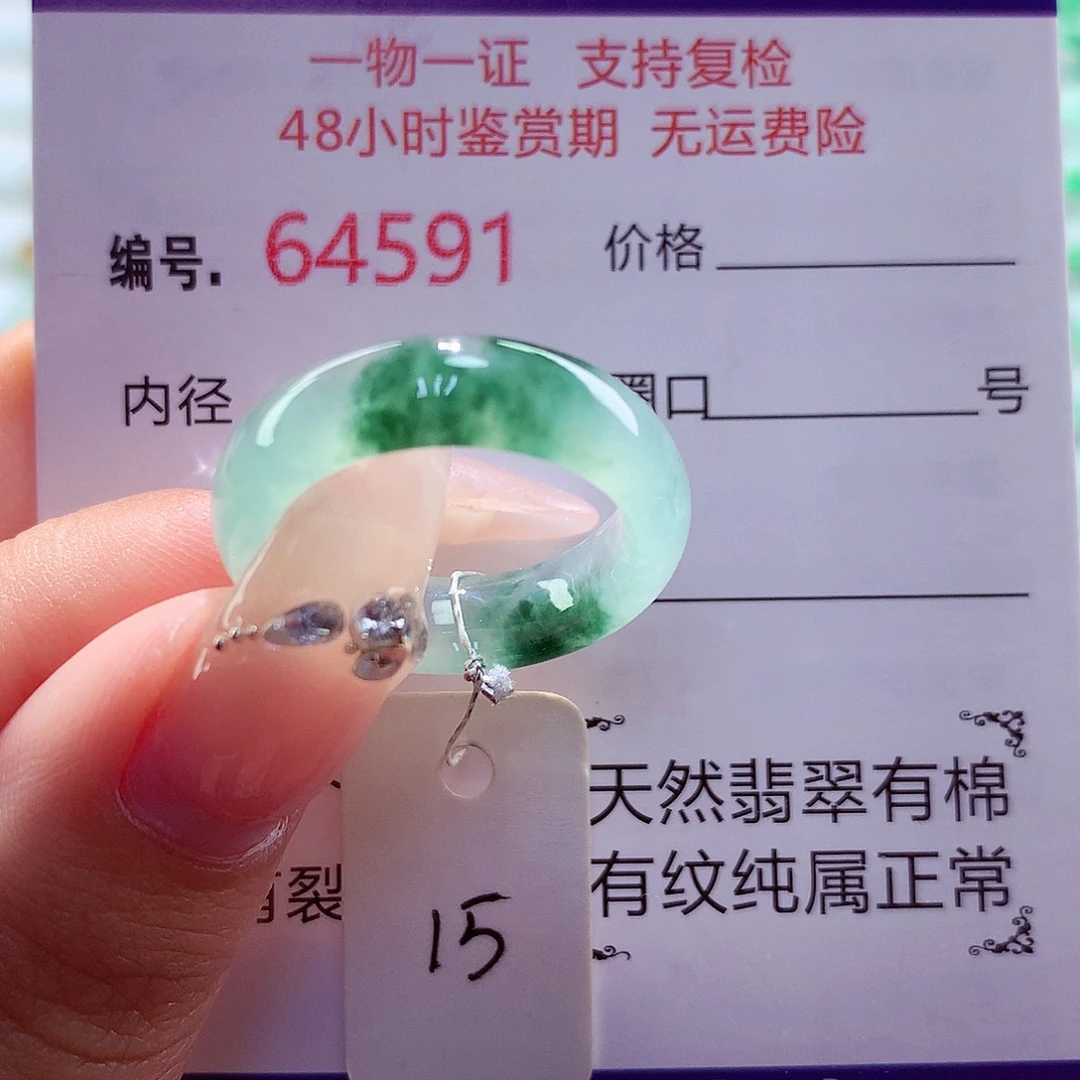 一物一证 支持复检
48小时鉴赏期 无运费险
编号. 64591 价格
内径 圈口 号
天然翡翠有棉
有裂 有纹纯属正常
15